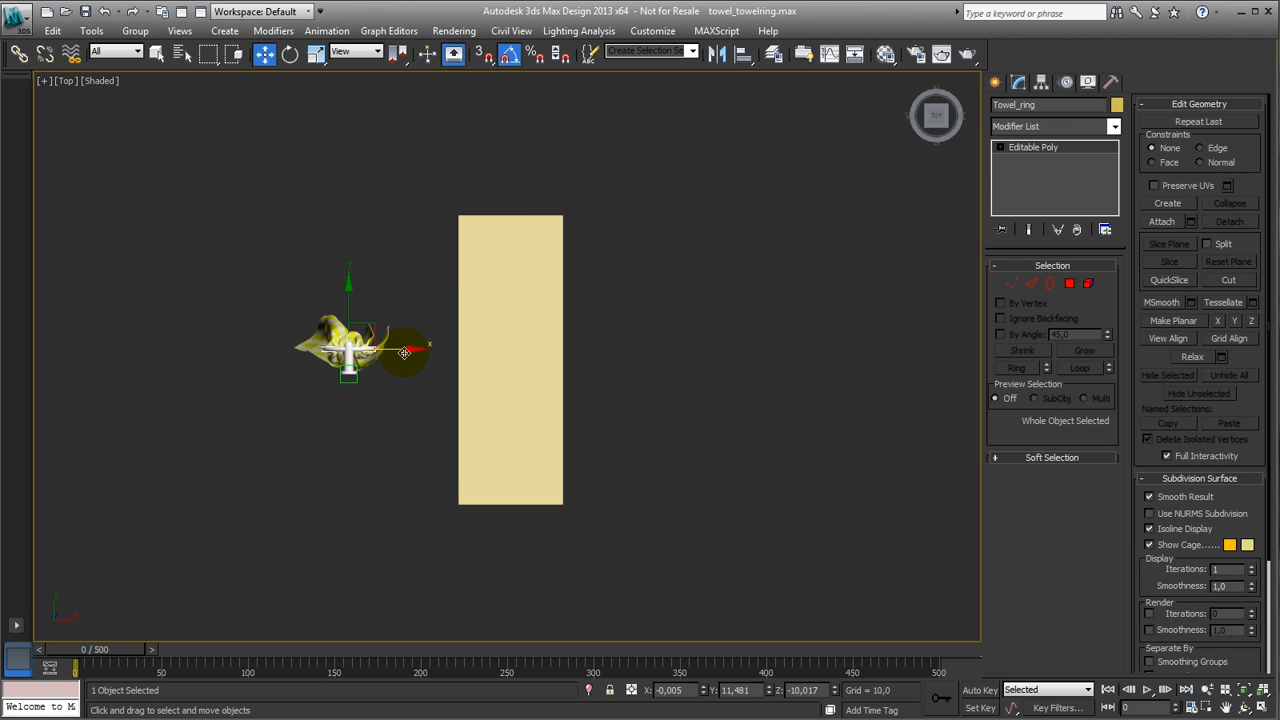 Workspace: Default
Autodesk 3ds Max Design 2013 x64 - Not for Resale towel_towelring.max
Type a keyword or phrase
Edit Tools Group Views Create Modifiers Animation Graph Editors Rendering Civil View Lighting Analysis Customize MAXScript Help
All
View
Create Selection Se
[+] [Top] [Shaded]
TOP
y
x
Towel_ring
Modifier List
Editable Poly
Selection
By Vertex
Ignore Backfacing
By Angle: 45,0
Shrink Grow
Ring Loop
Preview Selection
Off SubObj Multi
Whole Object Selected
Soft Selection
Edit Geometry
Repeat Last
Constraints
None Edge
Face Normal
Preserve UVs
Create Collapse
Attach Detach
Slice Plane Split
Slice Reset Plane
QuickSlice Cut
MSmooth Tessellate
Make Planar X Y Z
View Align Grid Align
Relax
Hide Selected Unhide All
Hide Unselected
Named Selections:
Copy Paste
Delete Isolated Vertices
Full Interactivity
Subdivision Surface
Smooth Result
Use NURMS Subdivision
Isoline Display
Show Cage......
Display
Iterations: 1
Smoothness: 1,0
Render
Iterations: 0
Smoothness: 1,0
Separate By
Smoothing Groups
0 / 500
0 50 100 150 200 250 300 350 400 450 500
1 Object Selected
X: -0,005 Y: 11,481 Z: -10,017 Grid = 10,0
Auto Key Selected
Welcome to M
Click and drag to select and move objects
Add Time Tag
Set Key Key Filters... 0